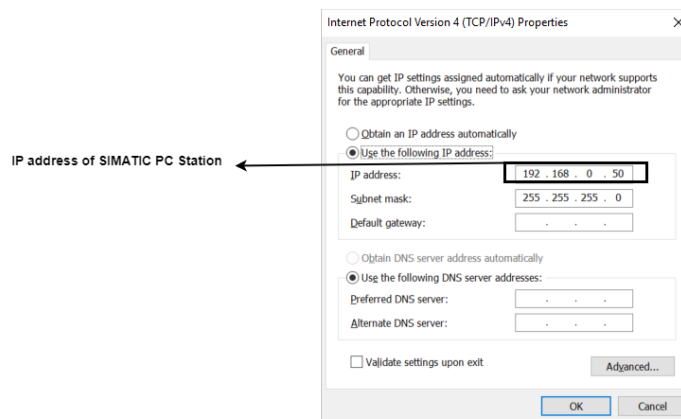 Internet Protocol Version 4 (TCP/IPv4) Properties
General
You can get IP settings assigned automatically if your network supports
this capability. Otherwise, you need to ask your network administrator
for the appropriate IP settings.
Obtain an IP address automatically
IP address of SIMATIC PC Station
Use the following IP address:
IP address: 192 . 168 . 0 . 50
Subnet mask: 255 . 255 . 255 . 0
Default gateway: . . .
Obtain DNS server address automatically
Use the following DNS server addresses:
Preferred DNS server: . . .
Alternate DNS server: . . .
Validate settings upon exit
Advanced...
OK Cancel